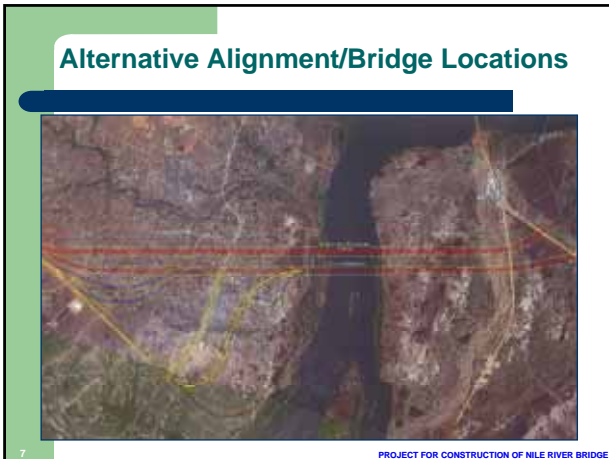 Alternative Alignment/Bridge Locations
7
PROJECT FOR CONSTRUCTION OF NILE RIVER BRIDGE